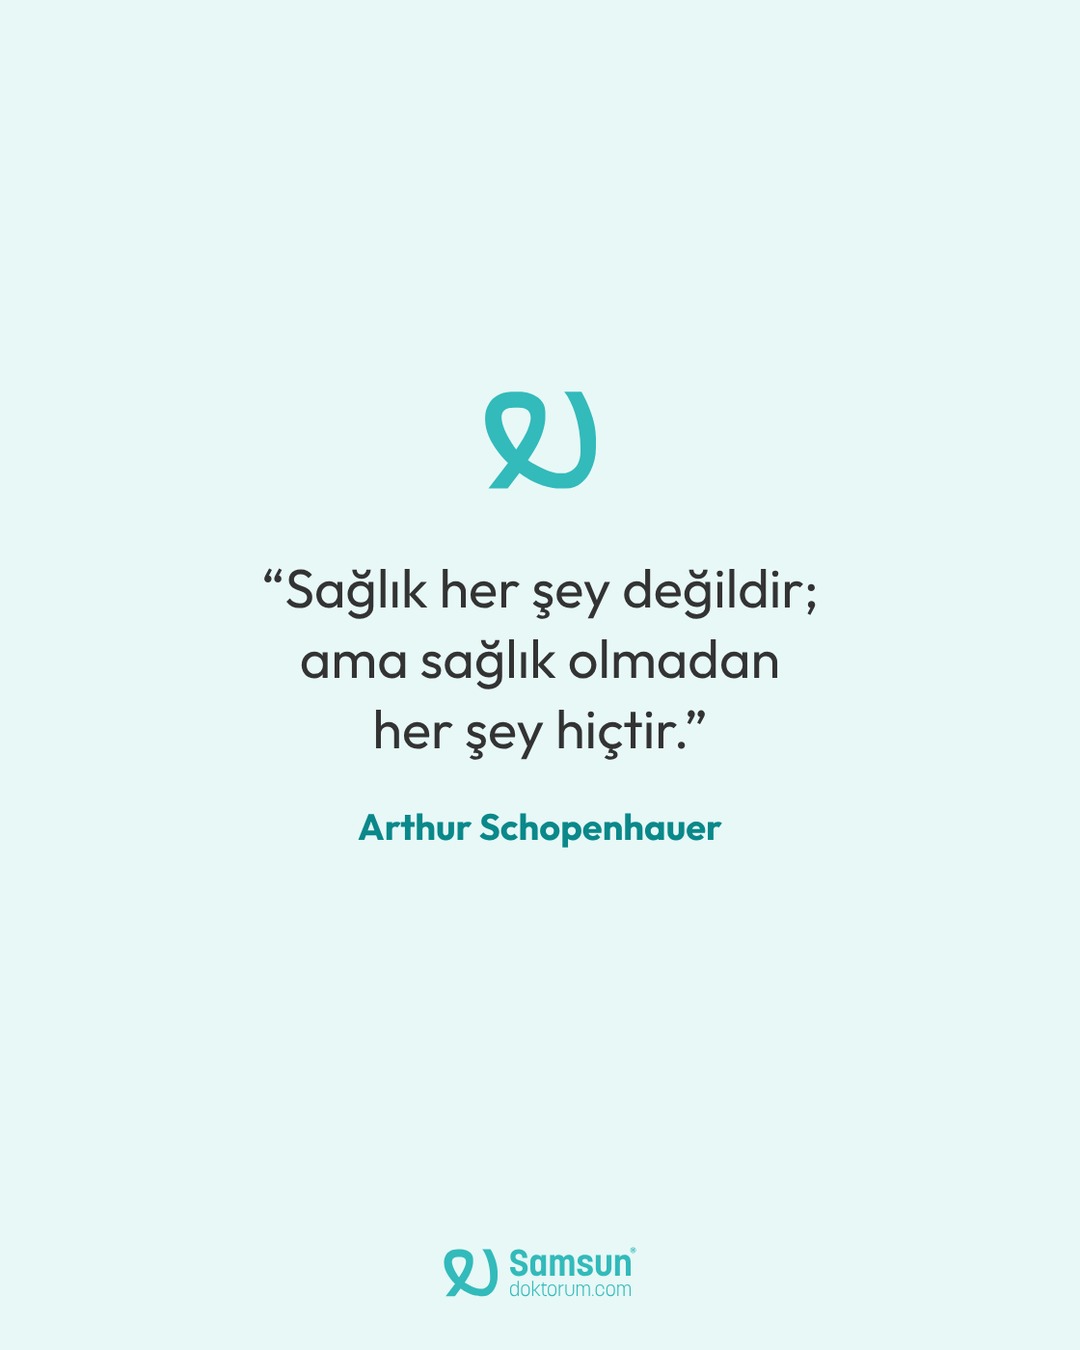 “Sağlık her şey değildir;
ama sağlık olmadan
her şey hiçtir.”
Arthur Schopenhauer
Samsun®
doktorum.com